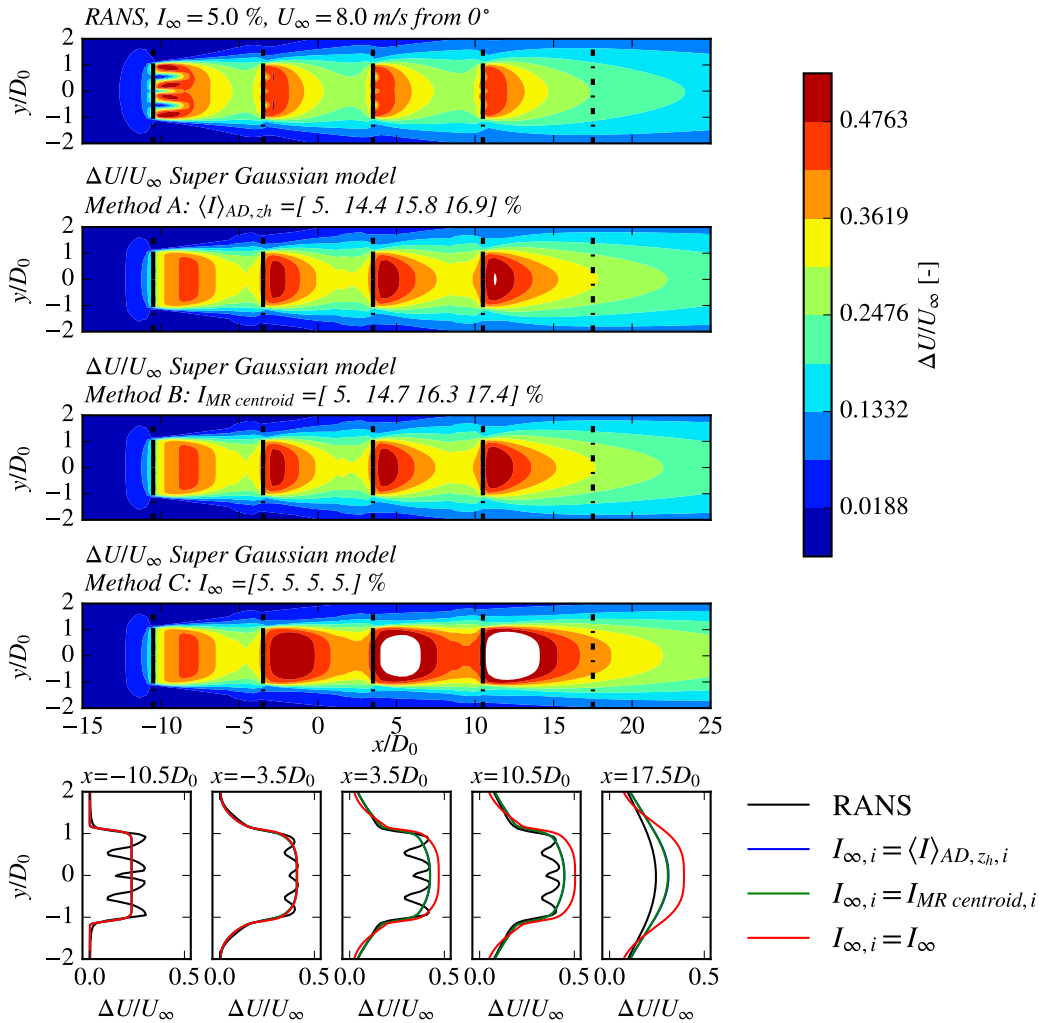 RANS, I∞ = 5.0 %, U∞ = 8.0 m/s from 0°
2
1
0
−1
−2
y/D0
ΔU/U∞ Super Gaussian model
Method A: ⟨I⟩AD, zh =[ 5. 14.4 15.8 16.9] %
2
1
0
−1
−2
y/D0
ΔU/U∞ Super Gaussian model
Method B: IMR centroid =[ 5. 14.7 16.3 17.4] %
2
1
0
−1
−2
y/D0
ΔU/U∞ Super Gaussian model
Method C: I∞ =[5. 5. 5. 5.] %
2
1
0
−1
−2
y/D0
−15 −10 −5 0 5 10 15 20 25
x/D0
0.4763
0.3619
0.2476
0.1332
0.0188
ΔU/U∞ [-]
x=−10.5D0 x=−3.5D0 x=3.5D0 x=10.5D0 x=17.5D0
2
1
0
−1
−2
y/D0
0.0 0.5 0.0 0.5 0.0 0.5 0.0 0.5 0.0 0.5
ΔU/U∞ ΔU/U∞ ΔU/U∞ ΔU/U∞ ΔU/U∞
RANS
I∞,i = ⟨I⟩AD,zh,i
I∞,i = IMR centroid,i
I∞,i = I∞